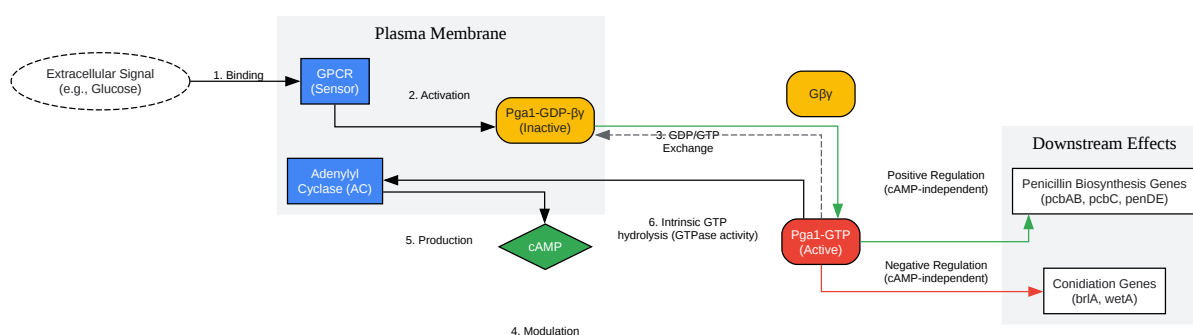 Plasma Membrane
Extracellular Signal
(e.g., Glucose)
1. Binding
GPCR
(Sensor)
2. Activation
Pga1-GDP-βγ
(Inactive)
Gβγ
3. GDP/GTP
Exchange
Adenylyl
Cyclase (AC)
5. Production
cAMP
6. Intrinsic GTP
hydrolysis (GTPase activity)
Pga1-GTP
(Active)
Downstream Effects
Positive Regulation
(cAMP-independent)
Penicillin Biosynthesis Genes
(pcbAB, pcbC, penDE)
Negative Regulation
(cAMP-independent)
Conidiation Genes
(brlA, wetA)
4. Modulation